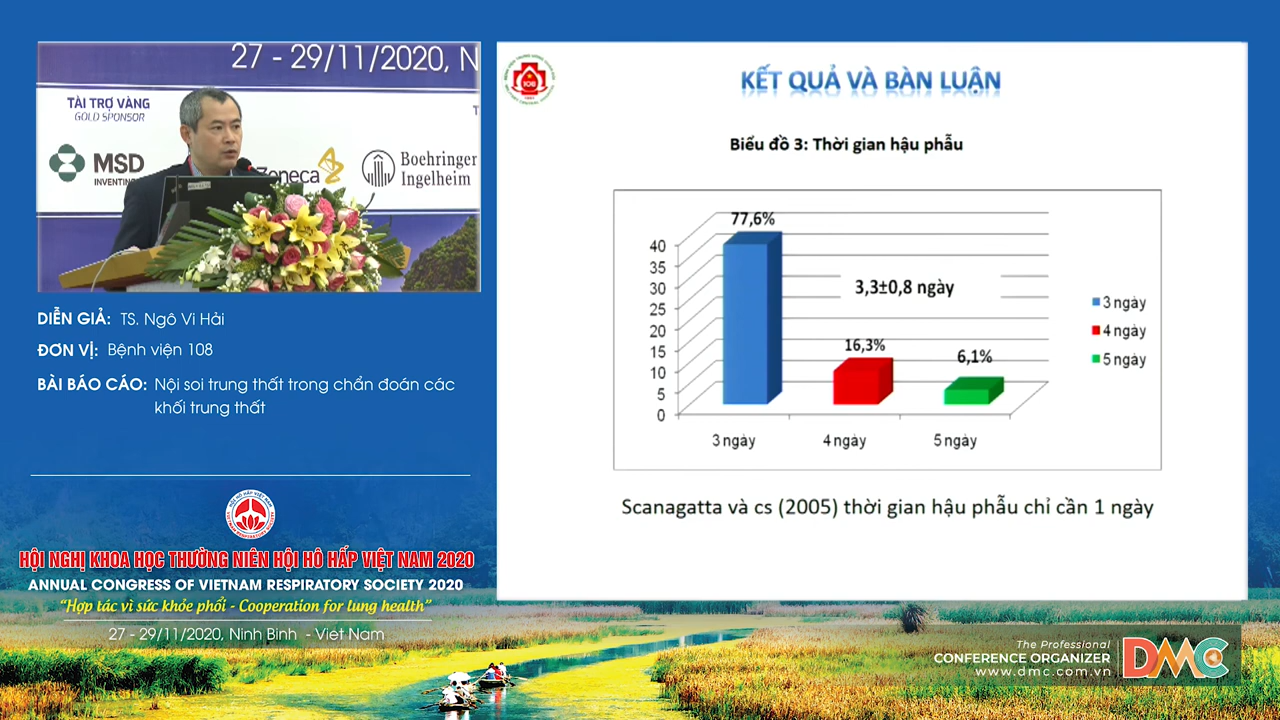 27 - 29/11/2020, N
TÀI TRỢ VÀNG
GOLD SPONSOR
MSD
INVENTING
Zeneca
Boehringer
Ingelheim
DIỄN GIẢ: TS. Ngô Vi Hải
ĐƠN VỊ: Bệnh viện 108
BÀI BÁO CÁO: Nội soi trung thất trong chẩn đoán các
khối trung thất
HỘI NGHỊ KHOA HỌC THƯỜNG NIÊN HỘI HÔ HẤP VIỆT NAM 2020
ANNUAL CONGRESS OF VIETNAM RESPIRATORY SOCIETY 2020
“Hợp tác vì sức khỏe phổi - Cooperation for lung health”
27 - 29/11/2020, Ninh Binh - Viet Nam
108
KẾT QUẢ VÀ BÀN LUẬN
Biểu đồ 3: Thời gian hậu phẫu
77,6%
40
35
30
25
20
15
10
5
0
3,3±0,8 ngày
16,3%
6,1%
3 ngày
4 ngày
5 ngày
3 ngày
4 ngày
5 ngày
Scanagatta và cs (2005) thời gian hậu phẫu chỉ cần 1 ngày
The Professional
CONFERENCE ORGANIZER
www.dmc.com.vn
DMC